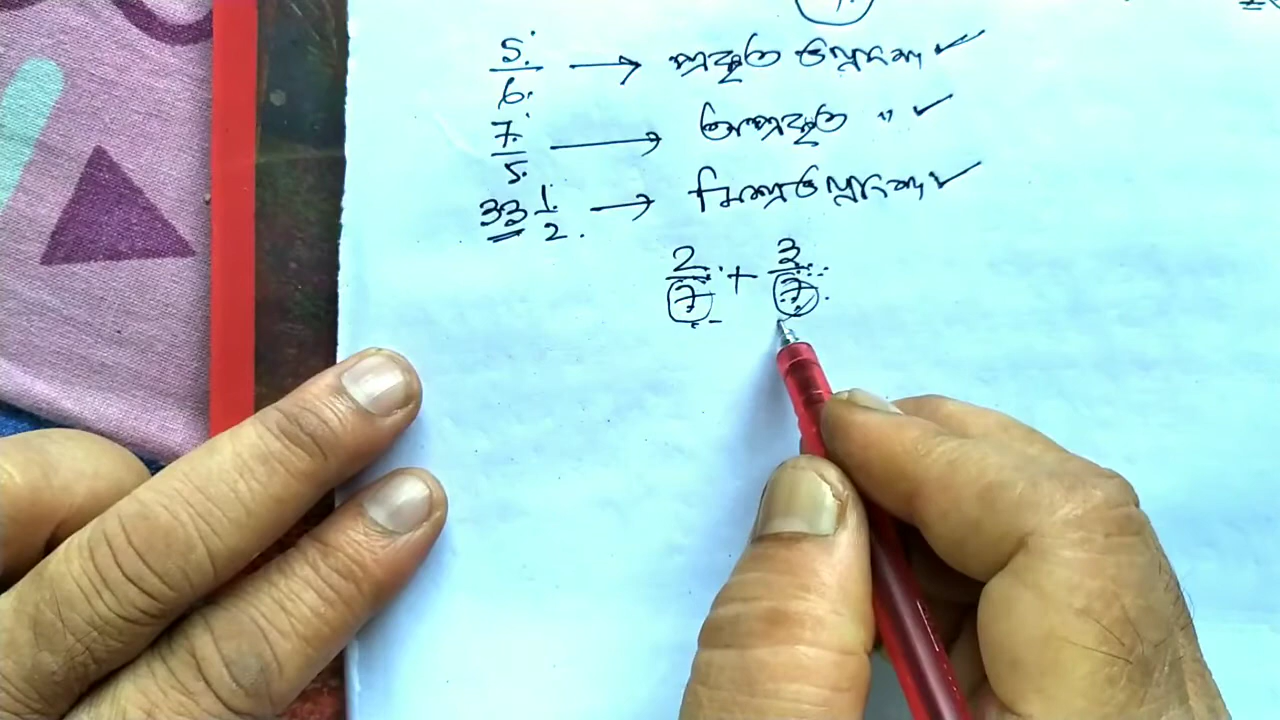 5/6 → প্রকৃত ভগ্নাংশ ✓
7/5 → অপ্রকৃত " ✓
33 1/2 → মিশ্র ভগ্নাংশ ✓
2/7 + 3/7